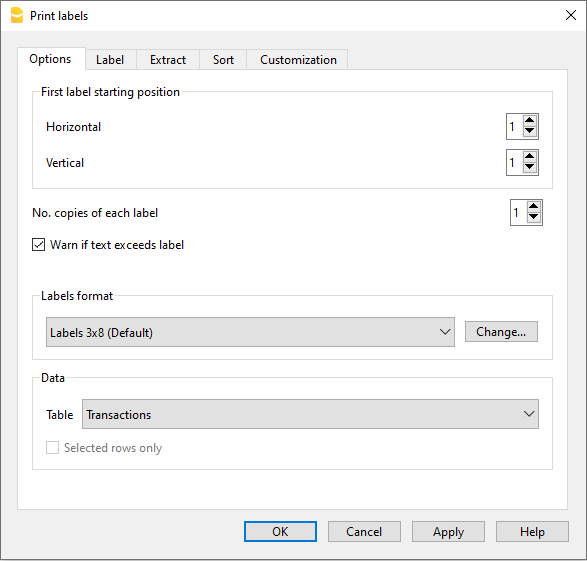 Print labels
Options Label Extract Sort Customization
First label starting position
Horizontal 1
Vertical 1
No. copies of each label 1
Warn if text exceeds label
Labels format
Labels 3x8 (Default) Change...
Data
Table Transactions
Selected rows only
OK Cancel Apply Help